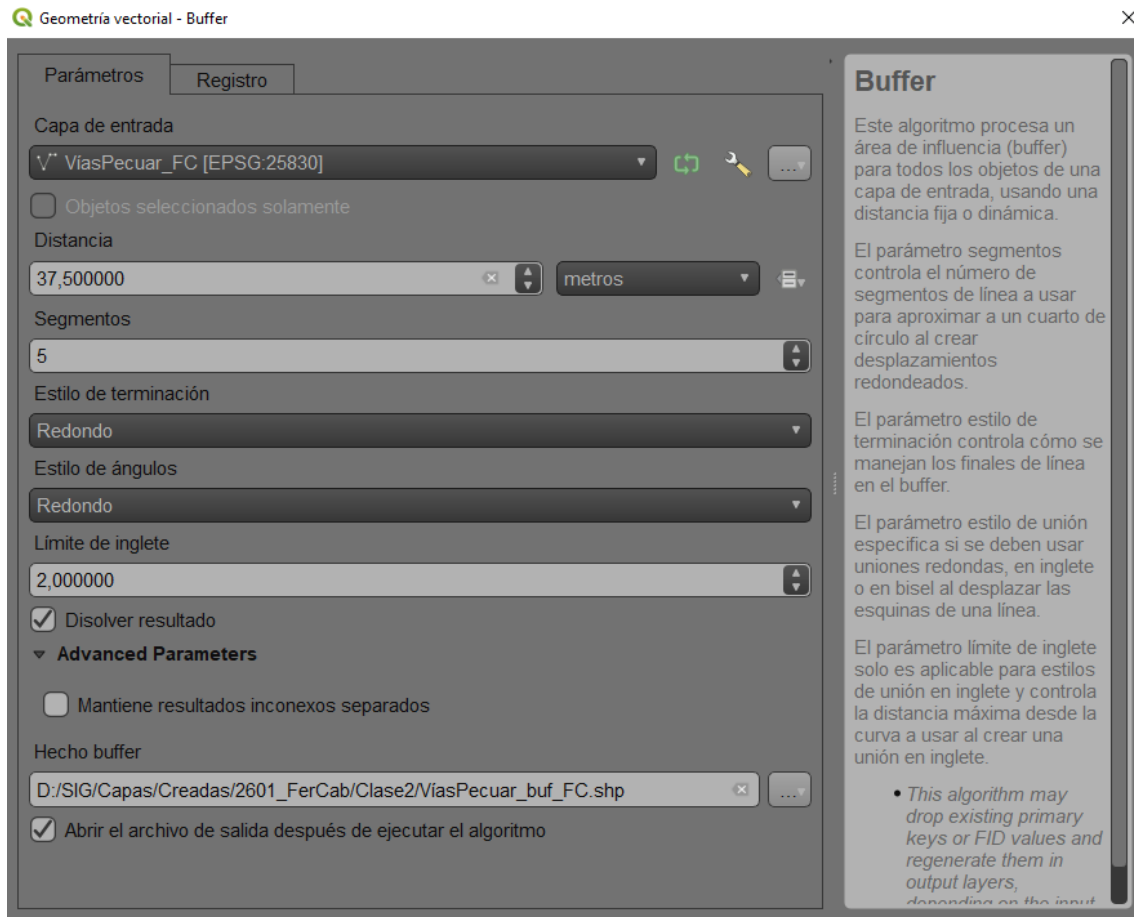 Geometría vectorial - Buffer
Parámetros
Registro
Capa de entrada
VíasPecuar_FC [EPSG:25830]
...
Objetos seleccionados solamente
Distancia
37,500000
metros
Segmentos
5
Estilo de terminación
Redondo
Estilo de ángulos
Redondo
Límite de inglete
2,000000
Disolver resultado
Advanced Parameters
Mantiene resultados inconexos separados
Hecho buffer
D:/SIG/Capas/Creadas/2601_FerCab/Clase2/VíasPecuar_buf_FC.shp
...
Abrir el archivo de salida después de ejecutar el algoritmo
Buffer
Este algoritmo procesa un
área de influencia (buffer)
para todos los objetos de una
capa de entrada, usando una
distancia fija o dinámica.
El parámetro segmentos
controla el número de
segmentos de línea a usar
para aproximar a un cuarto de
círculo al crear
desplazamientos
redondeados.
El parámetro estilo de
terminación controla cómo se
manejan los finales de línea
en el buffer.
El parámetro estilo de unión
especifica si se deben usar
uniones redondas, en inglete
o en bisel al desplazar las
esquinas de una línea.
El parámetro límite de inglete
solo es aplicable para estilos
de unión en inglete y controla
la distancia máxima desde la
curva a usar al crear una
unión en inglete.
• This algorithm may
drop existing primary
keys or FID values and
regenerate them in
output layers,
depending on the input